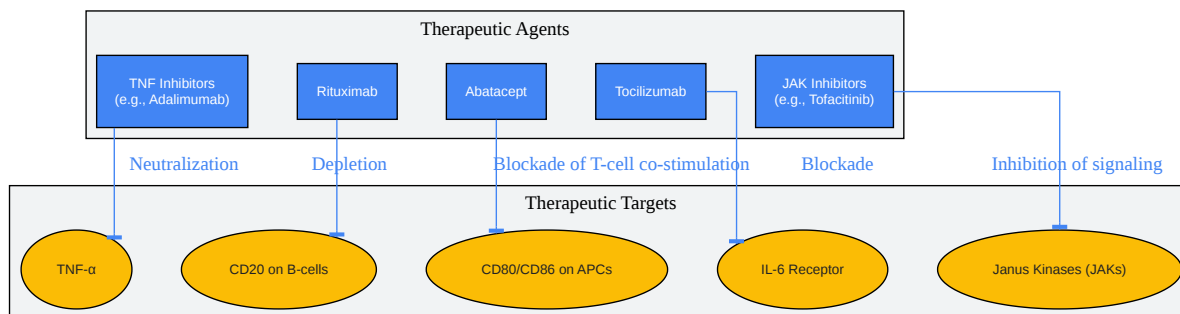 Therapeutic Agents
TNF Inhibitors
(e.g., Adalimumab)
Rituximab
Abatacept
Tocilizumab
JAK Inhibitors
(e.g., Tofacitinib)
Neutralization
Depletion
Blockade of T-cell co-stimulation
Blockade
Inhibition of signaling
Therapeutic Targets
TNF-α
CD20 on B-cells
CD80/CD86 on APCs
IL-6 Receptor
Janus Kinases (JAKs)